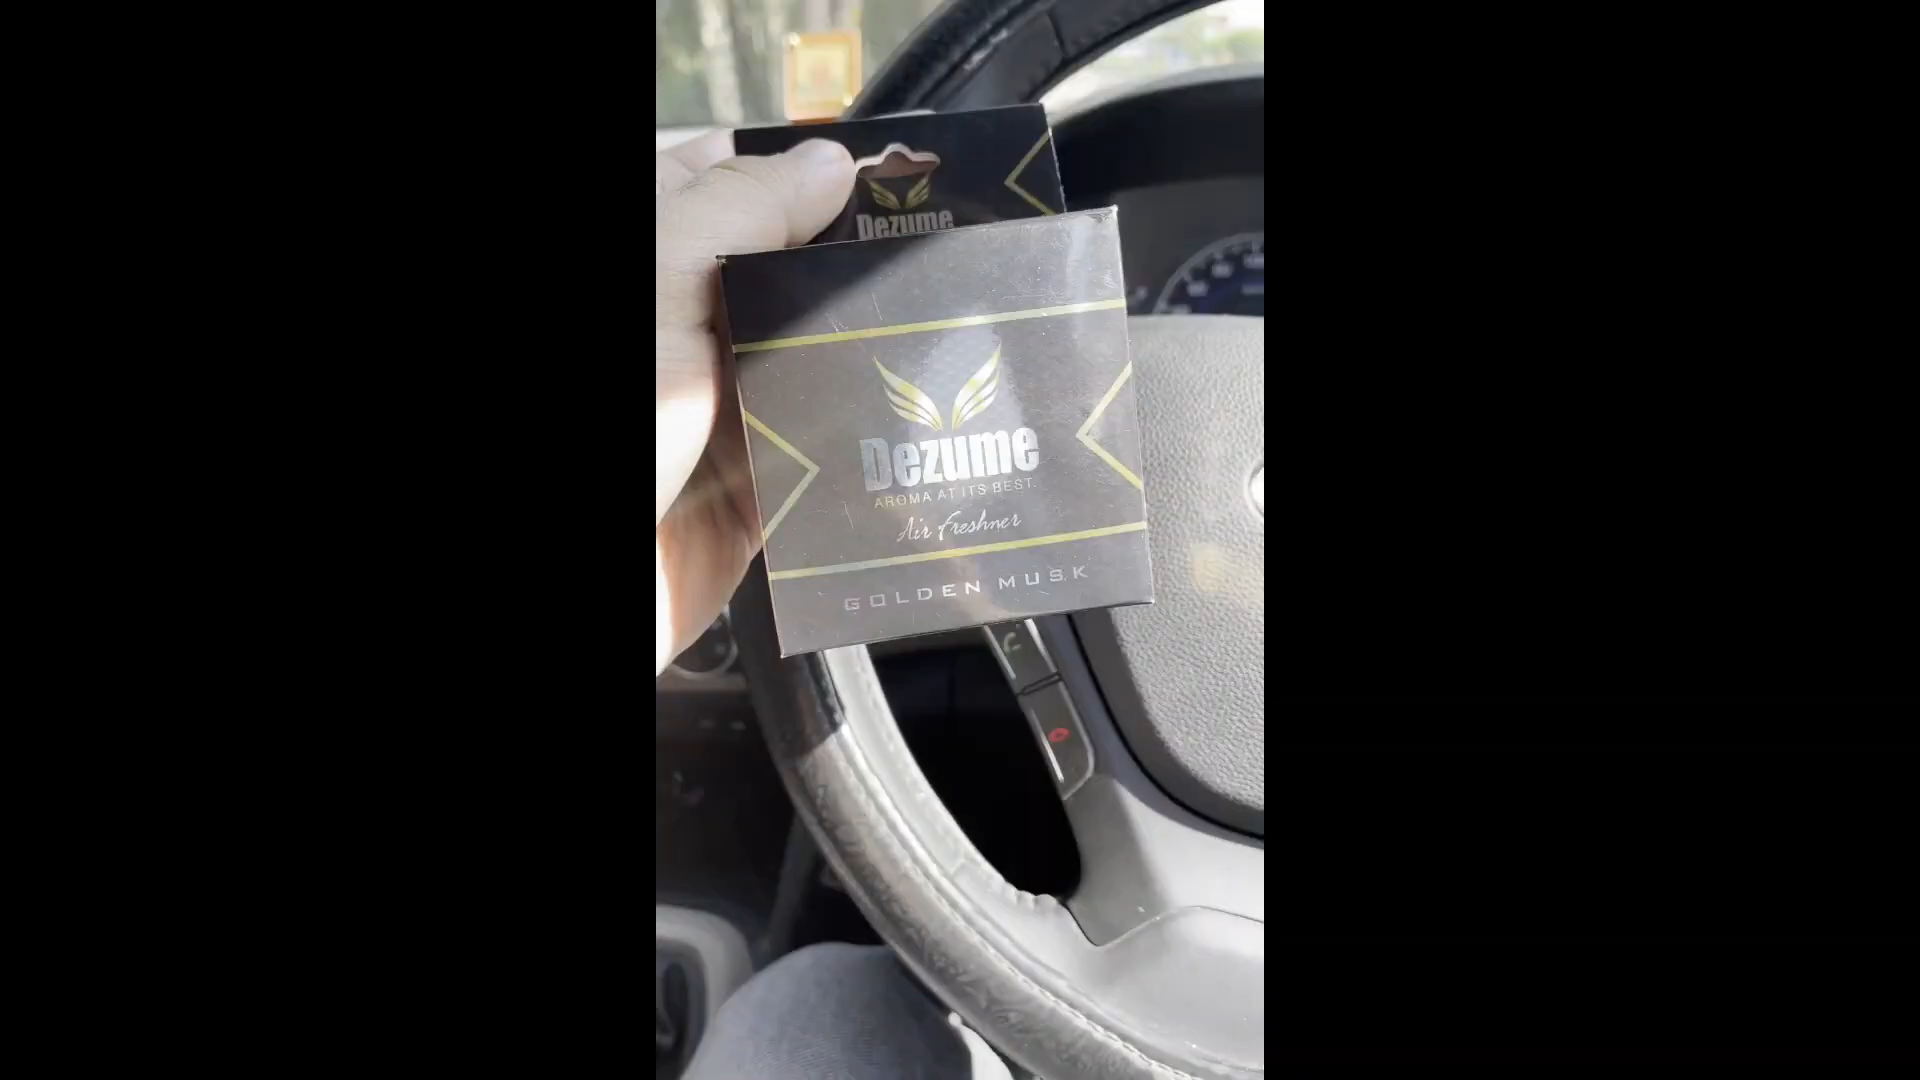 Dezume
Dezume
AROMA AT ITS BEST.
Air Freshner
GOLDEN MUSK